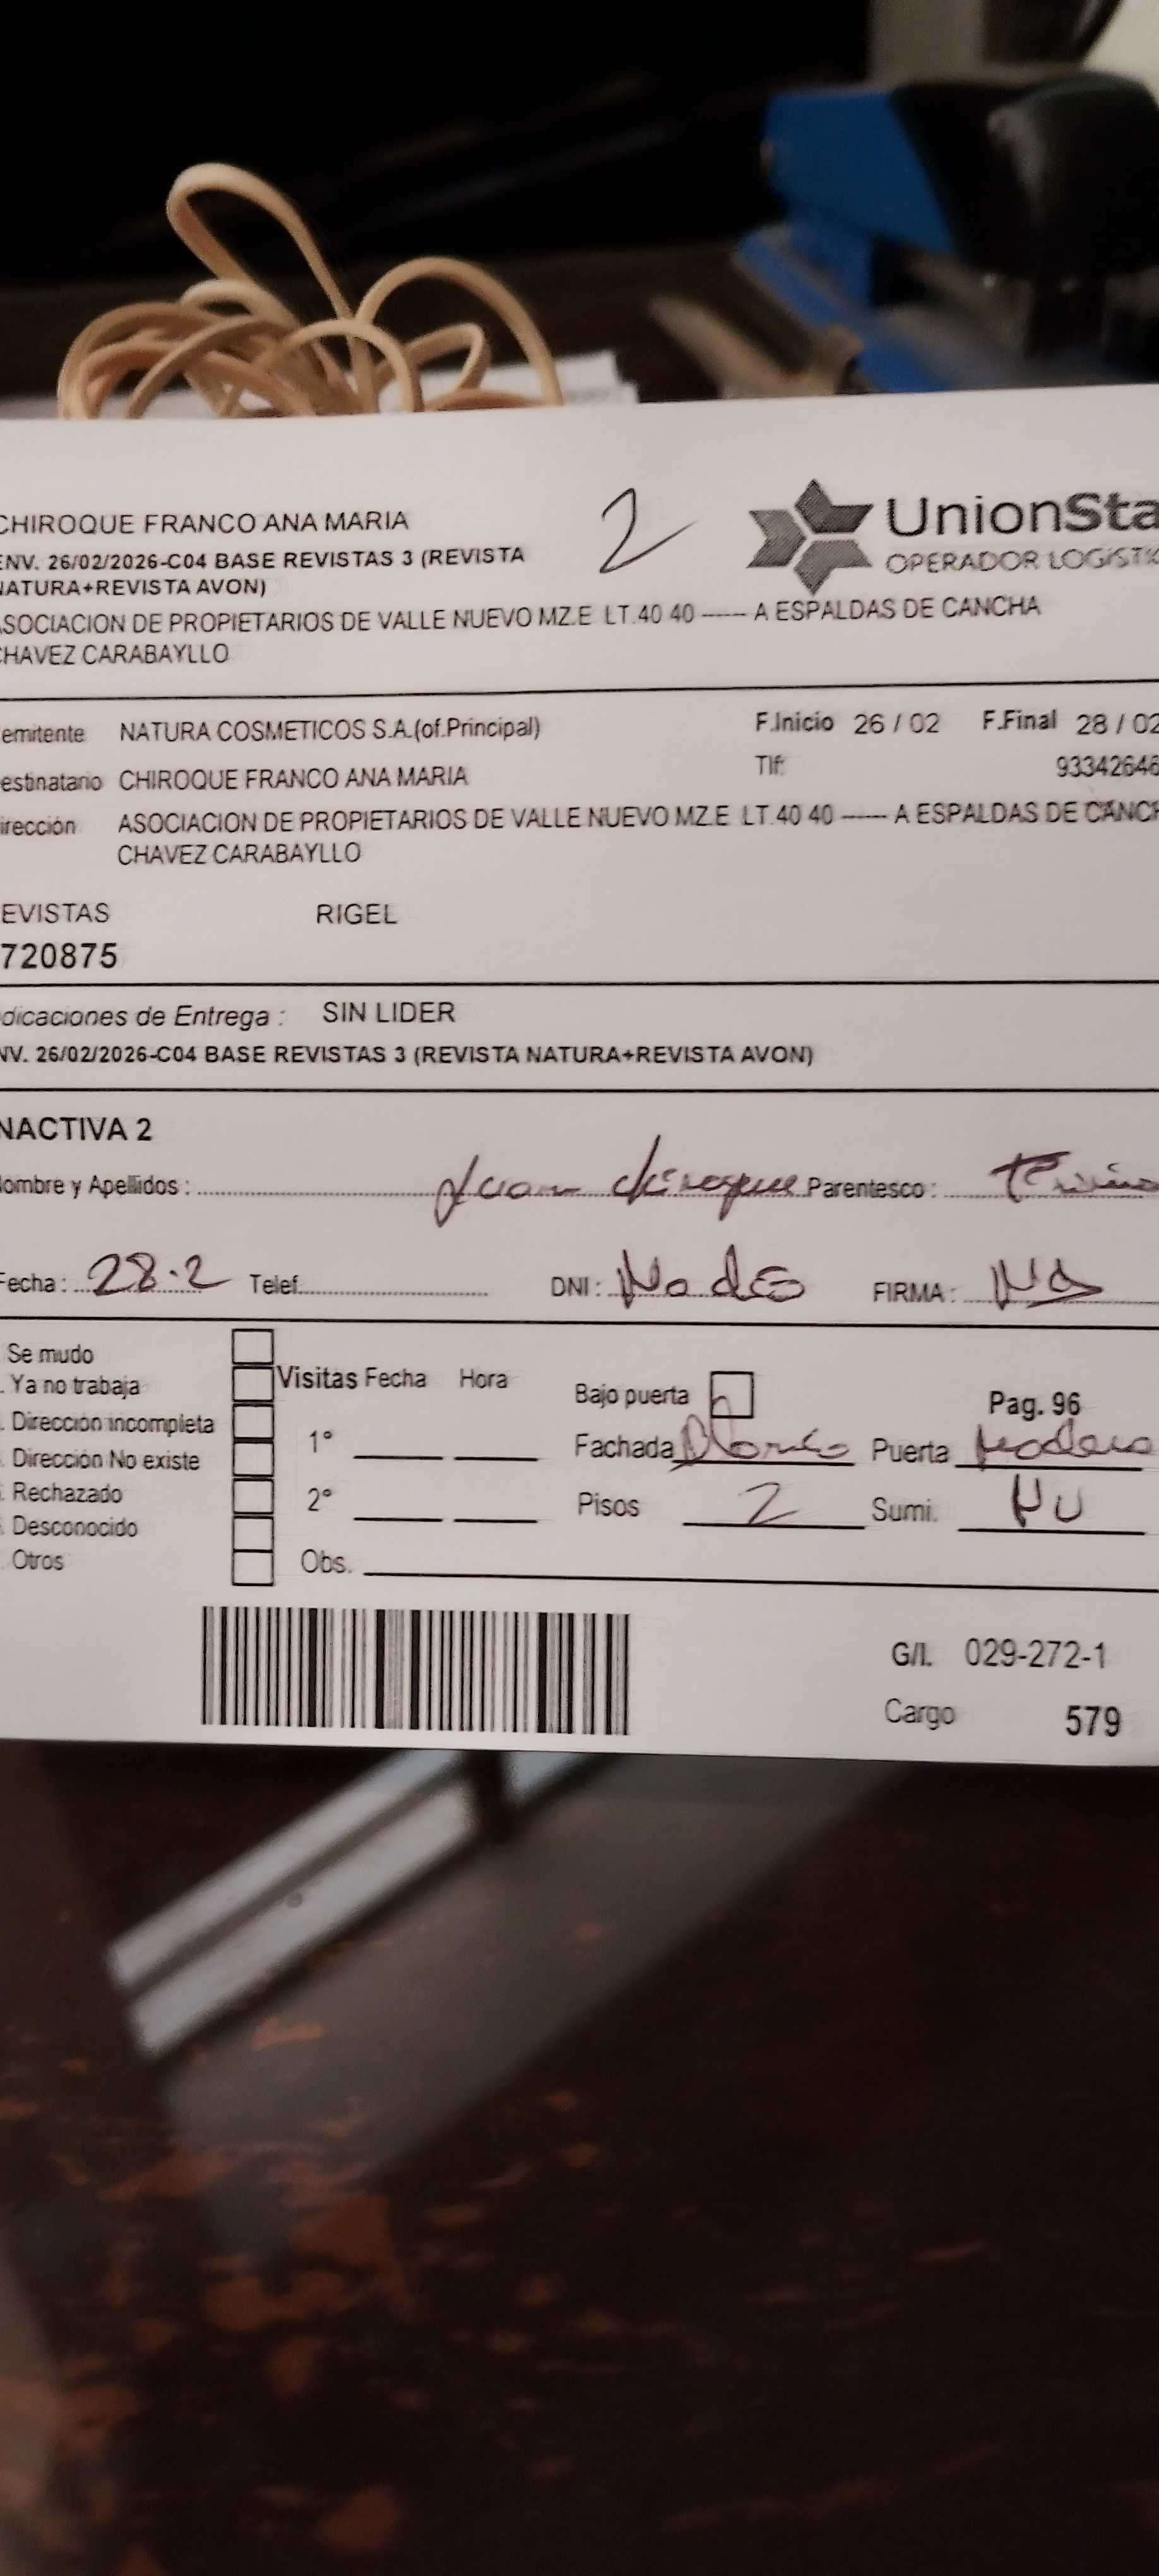 CHIROQUE FRANCO ANA MARIA
2
UnionSta
ENV. 26/02/2026-C04 BASE REVISTAS 3 (REVISTA
OPERADOR LOGISTIC
NATURA+REVISTA AVON)
ASOCIACION DE PROPIETARIOS DE VALLE NUEVO MZ.E LT.40 40 ----- A ESPALDAS DE CANCHA
CHAVEZ CARABAYLLO
emitente NATURA COSMETICOS S.A.(of.Principal) F.Inicio 26 / 02 F.Final 28 / 02
estinatario CHIROQUE FRANCO ANA MARIA Tlf: 93342646
irección ASOCIACION DE PROPIETARIOS DE VALLE NUEVO MZ.E LT.40 40 ----- A ESPALDAS DE CANCH
CHAVEZ CARABAYLLO
EVISTAS RIGEL
720875
dicaciones de Entrega : SIN LIDER
NV. 26/02/2026-C04 BASE REVISTAS 3 (REVISTA NATURA+REVISTA AVON)
NACTIVA 2
ombre y Apellidos : Juan chiroque Parentesco :
Fecha : 28.2 Telef. DNI : No dio FIRMA :
Se mudo
Ya no trabaja Visitas Fecha Hora Bajo puerta Pag. 96
Dirección incompleta 1° Fachada Blanco Puerta madera
Dirección No existe
Rechazado 2° Pisos 2 Sumi. NU
Desconocido
Otros Obs.
G/I. 029-272-1
Cargo 579